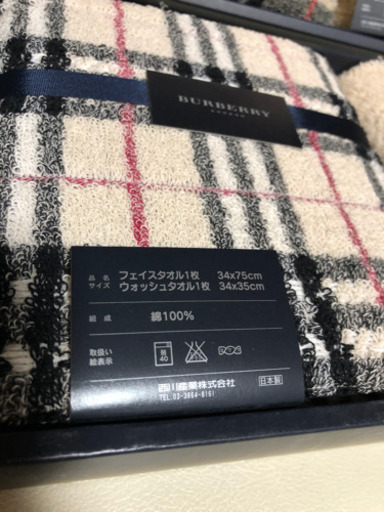 BURBERRY
LONDON
品名 フェイスタオル1枚 34x75cm
サイズ ウォッシュタオル1枚 34x35cm
組成 綿100%
取扱い
絵表示
弱
40
西川産業株式会社
TEL.03-3664-8161
日本製